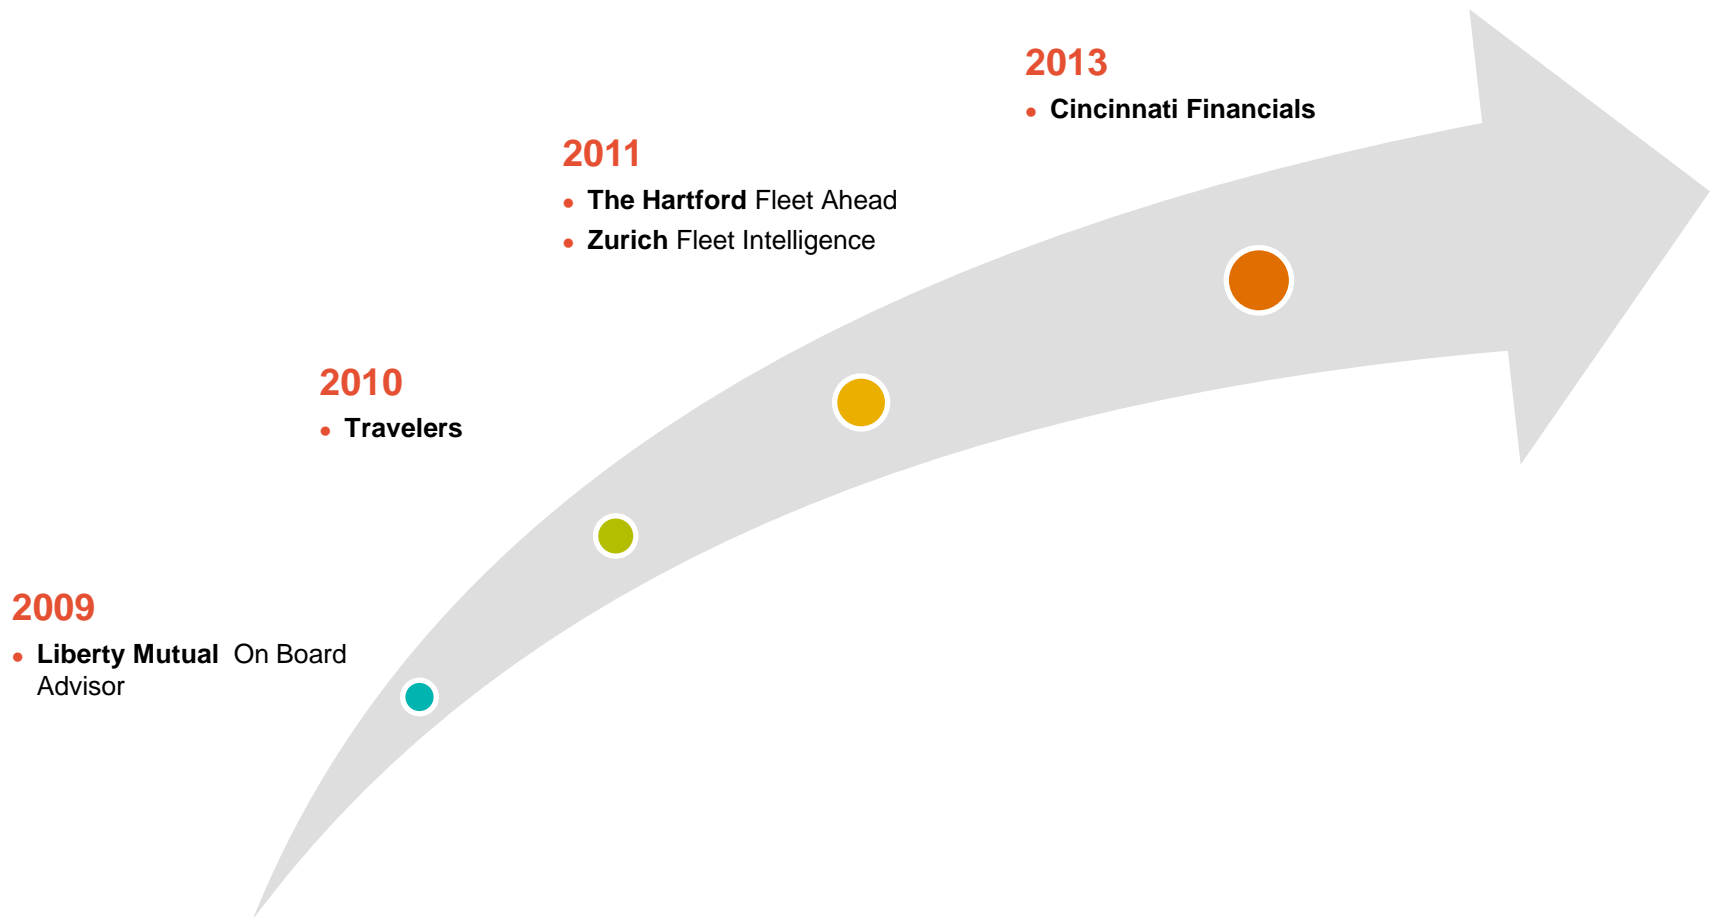 2013
• Cincinnati Financials
2011
• The Hartford Fleet Ahead
• Zurich Fleet Intelligence
2010
• Travelers
2009
• Liberty Mutual  On Board
Advisor